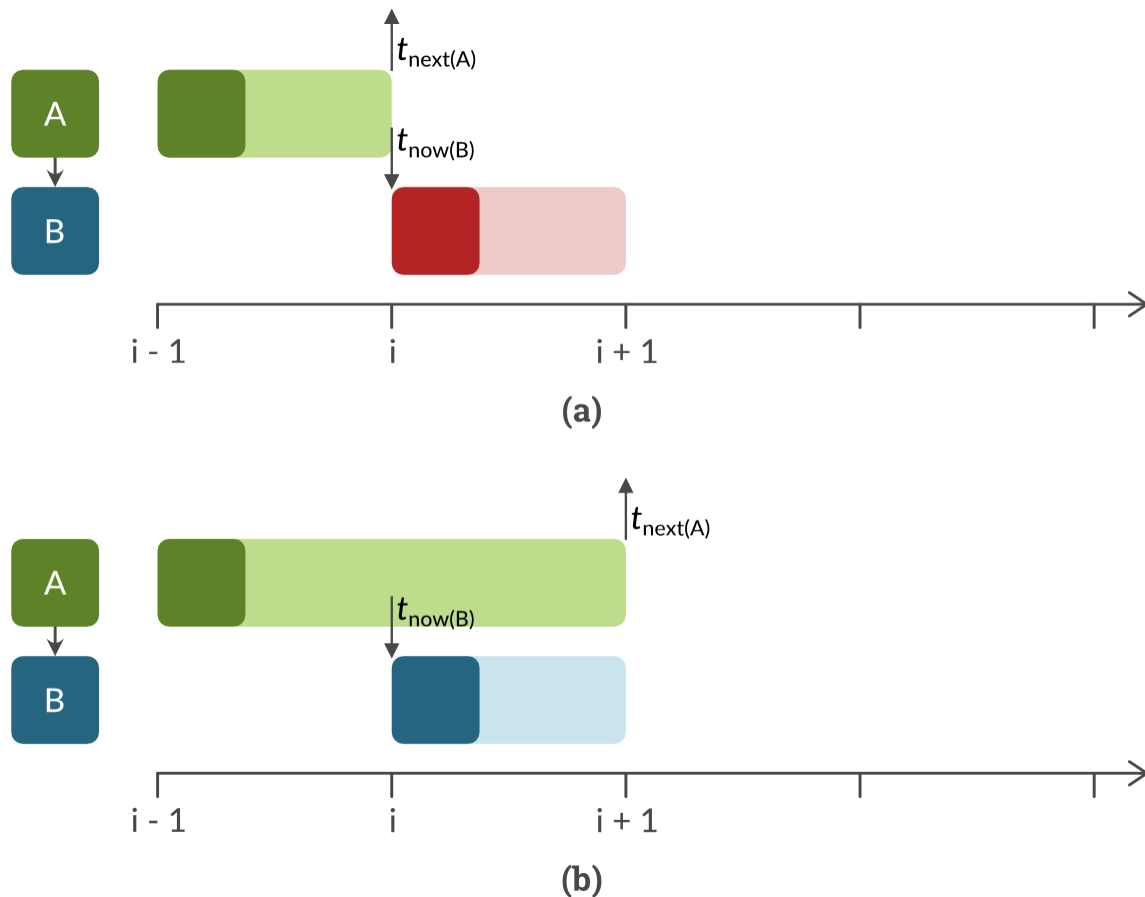 t_next(A)
A
t_now(B)
B
i - 1 i i + 1
(a)
t_next(A)
A
t_now(B)
B
i - 1 i i + 1
(b)